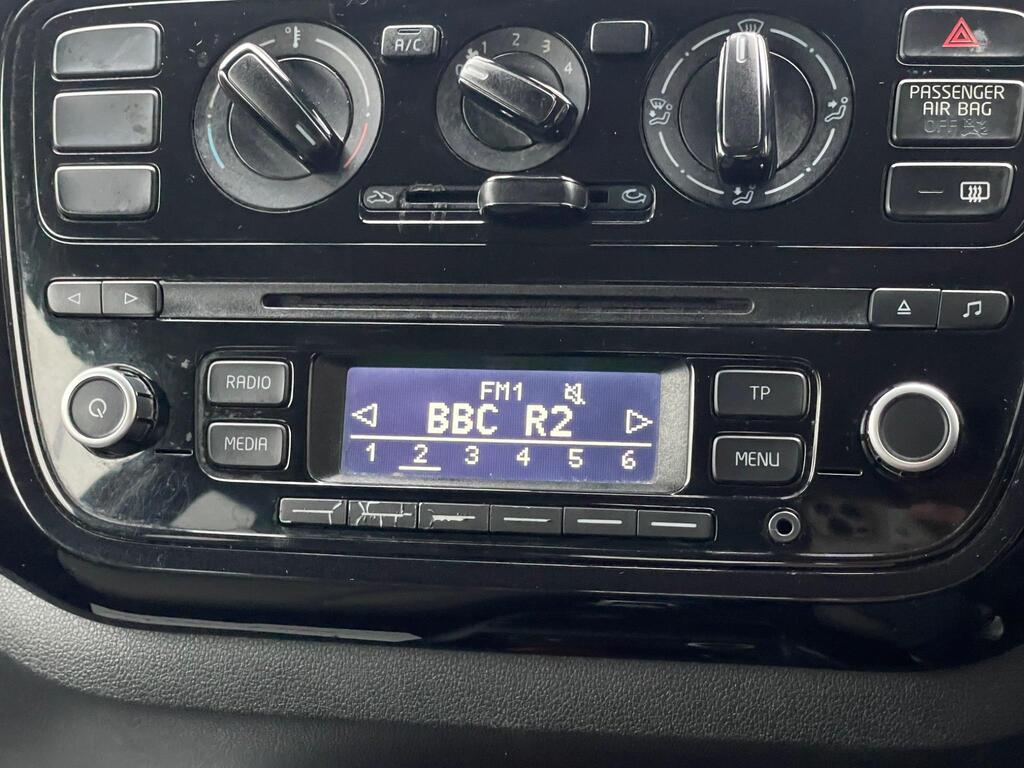 A/C
1 2 3 4
PASSENGER
AIR BAG
OFF
RADIO
MEDIA
FM1
BBC R2
1 2 3 4 5 6
TP
MENU